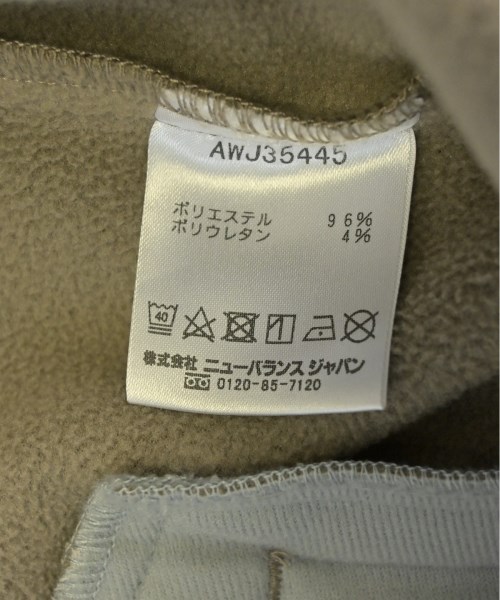 AWJ35445
ポリエステル 96%
ポリウレタン 4%
40
株式会社 ニューバランス ジャパン
0120-85-7120